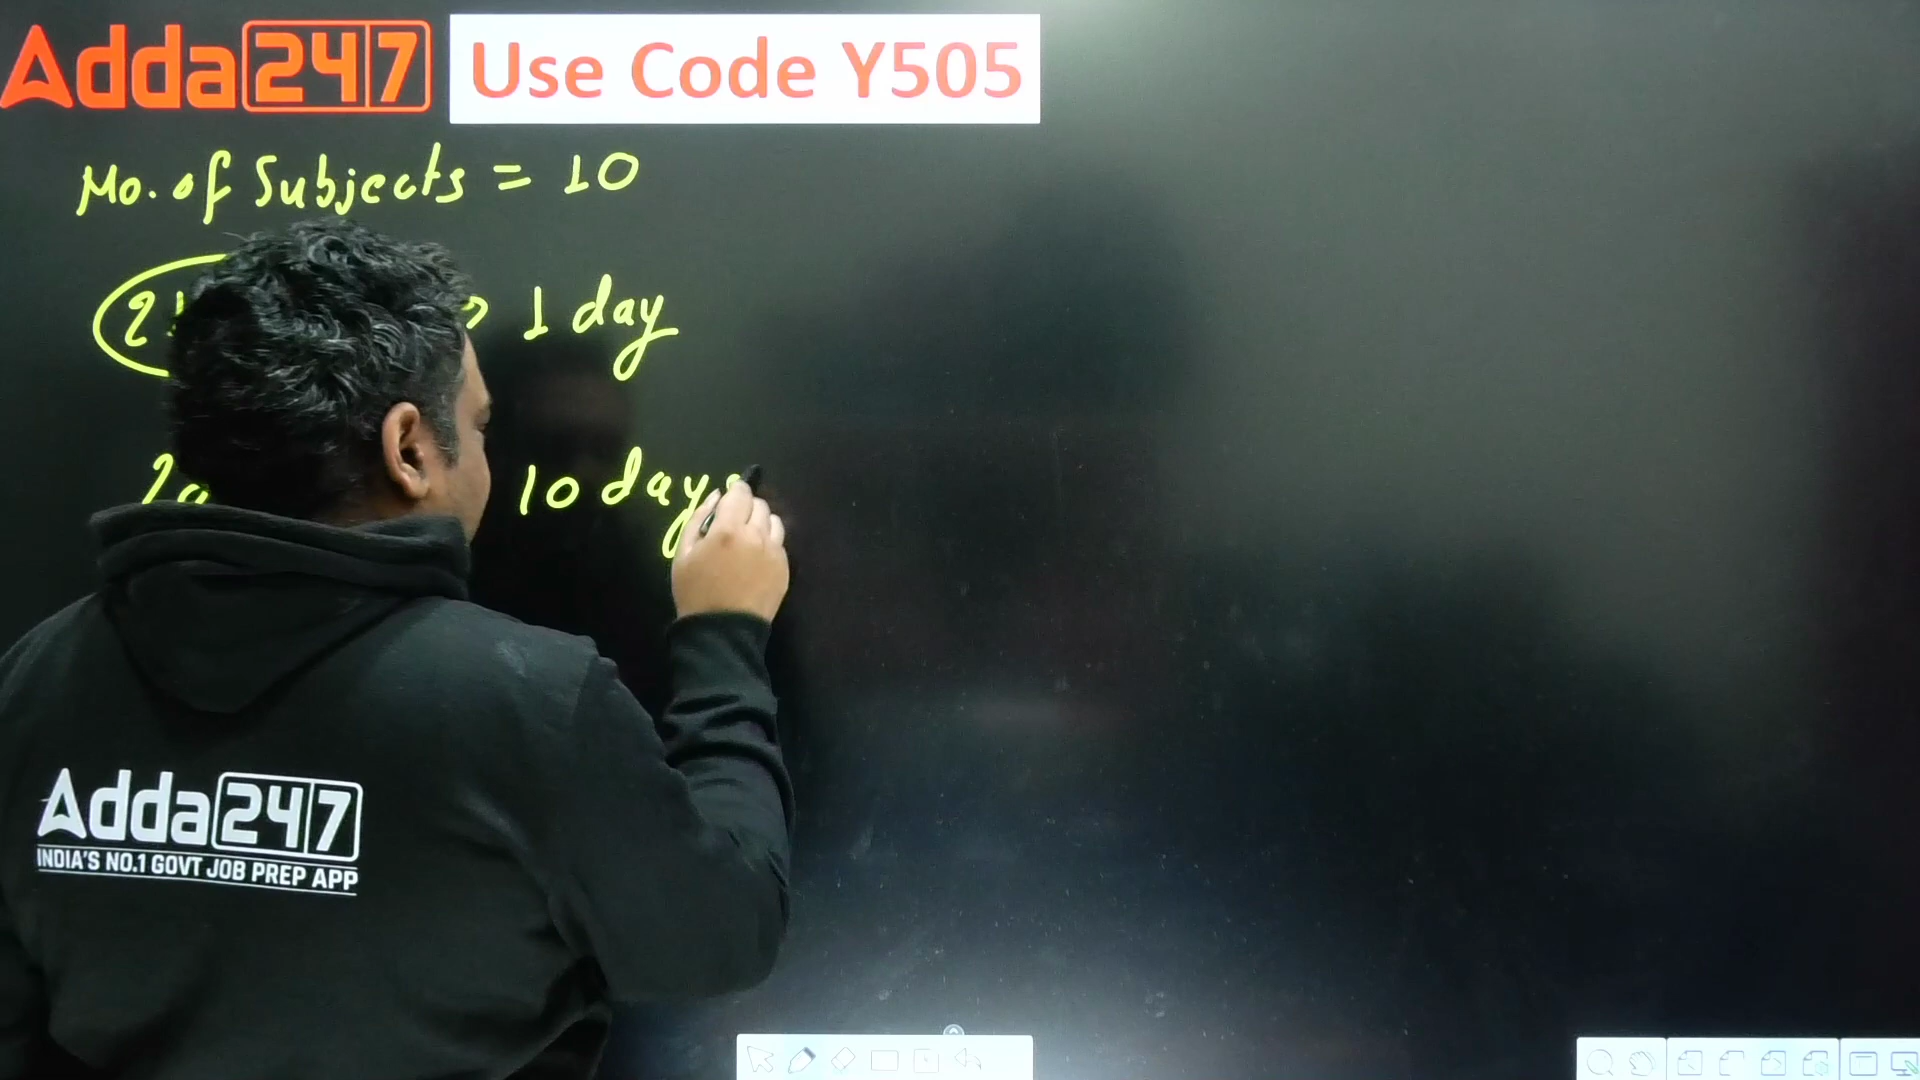 Adda247 Use Code Y505
No. of Subjects = 10
1 day
10 days
Adda247
INDIA'S NO.1 GOVT JOB PREP APP